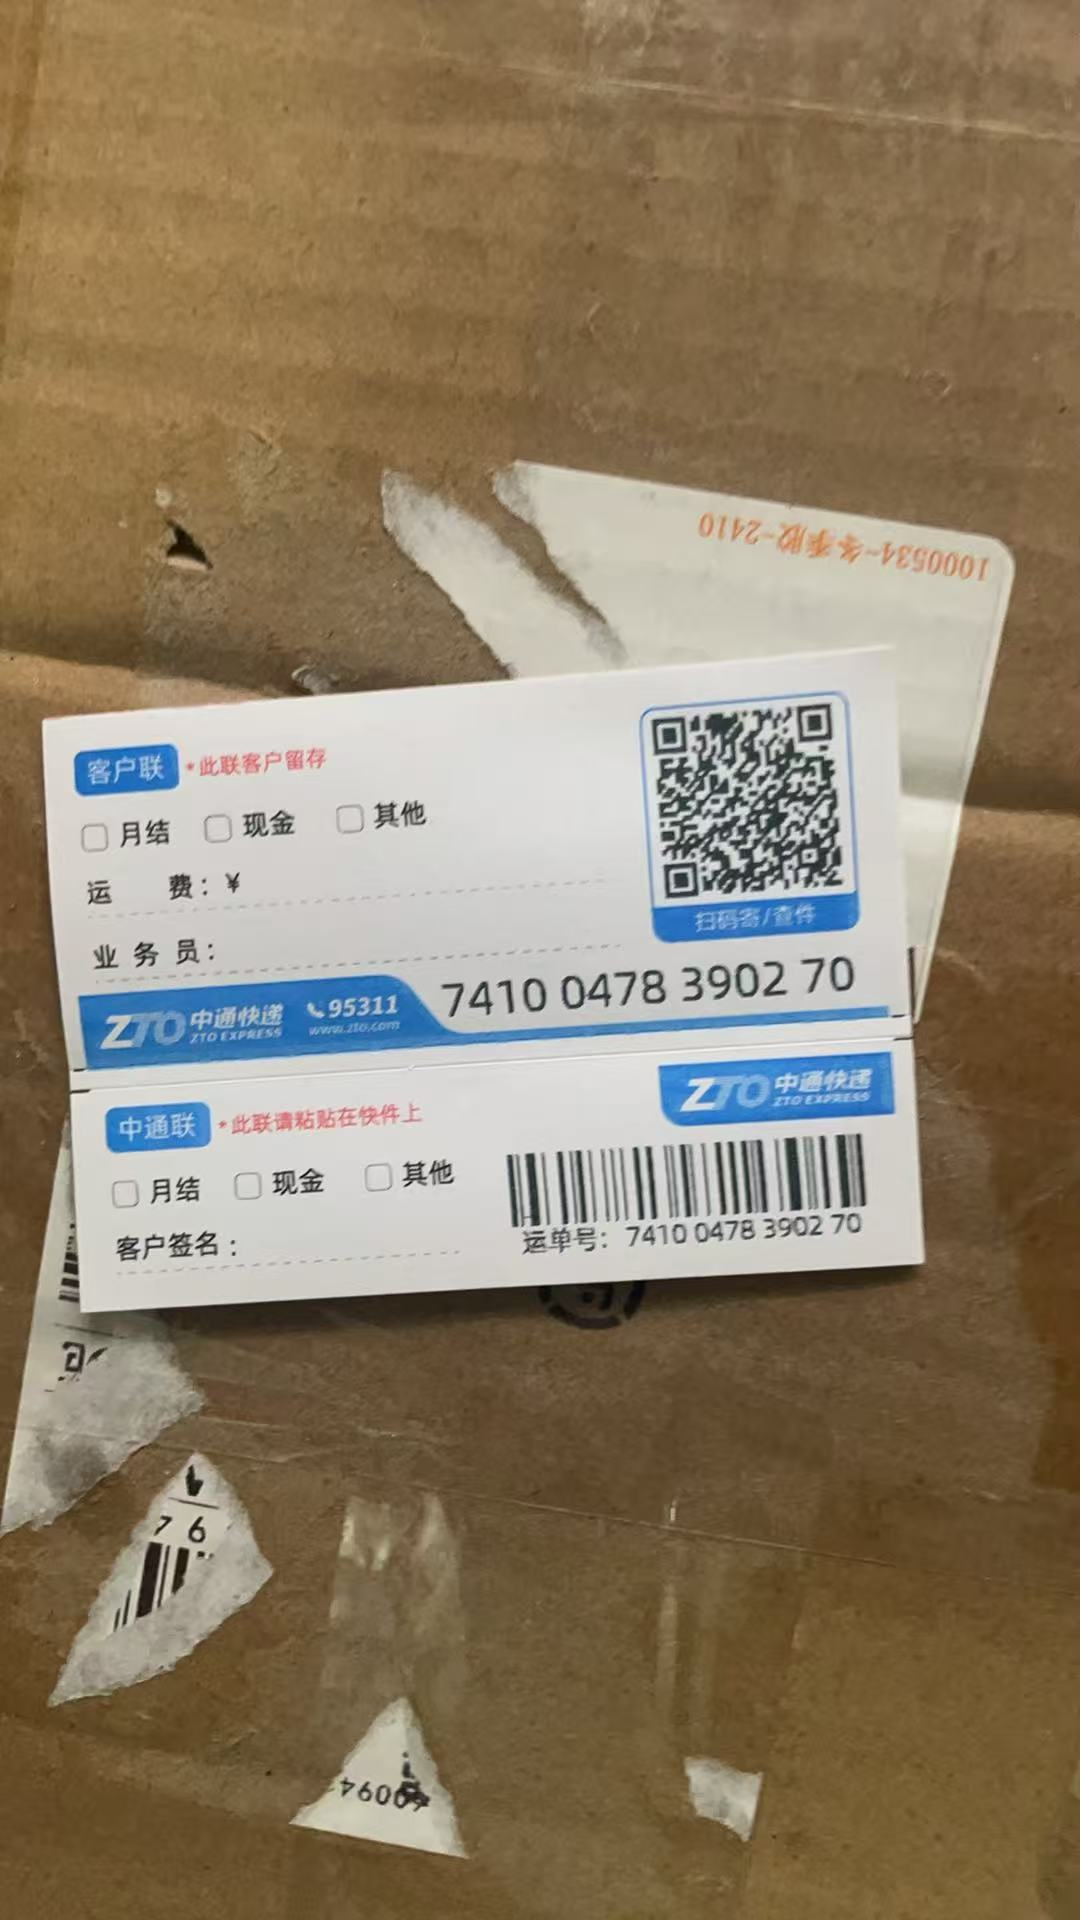 1000534-冬季胶-2410
客户联 *此联客户留存
月结 现金 其他
运 费：¥
业 务 员：
扫码寄/查件
ZTO 中通快递 95311
ZTO EXPRESS www.zto.com
7410 0478 3902 70
ZTO 中通快递
ZTO EXPRESS
中通联 *此联请粘贴在快件上
月结 现金 其他
客户签名：
运单号： 7410 0478 3902 70
76